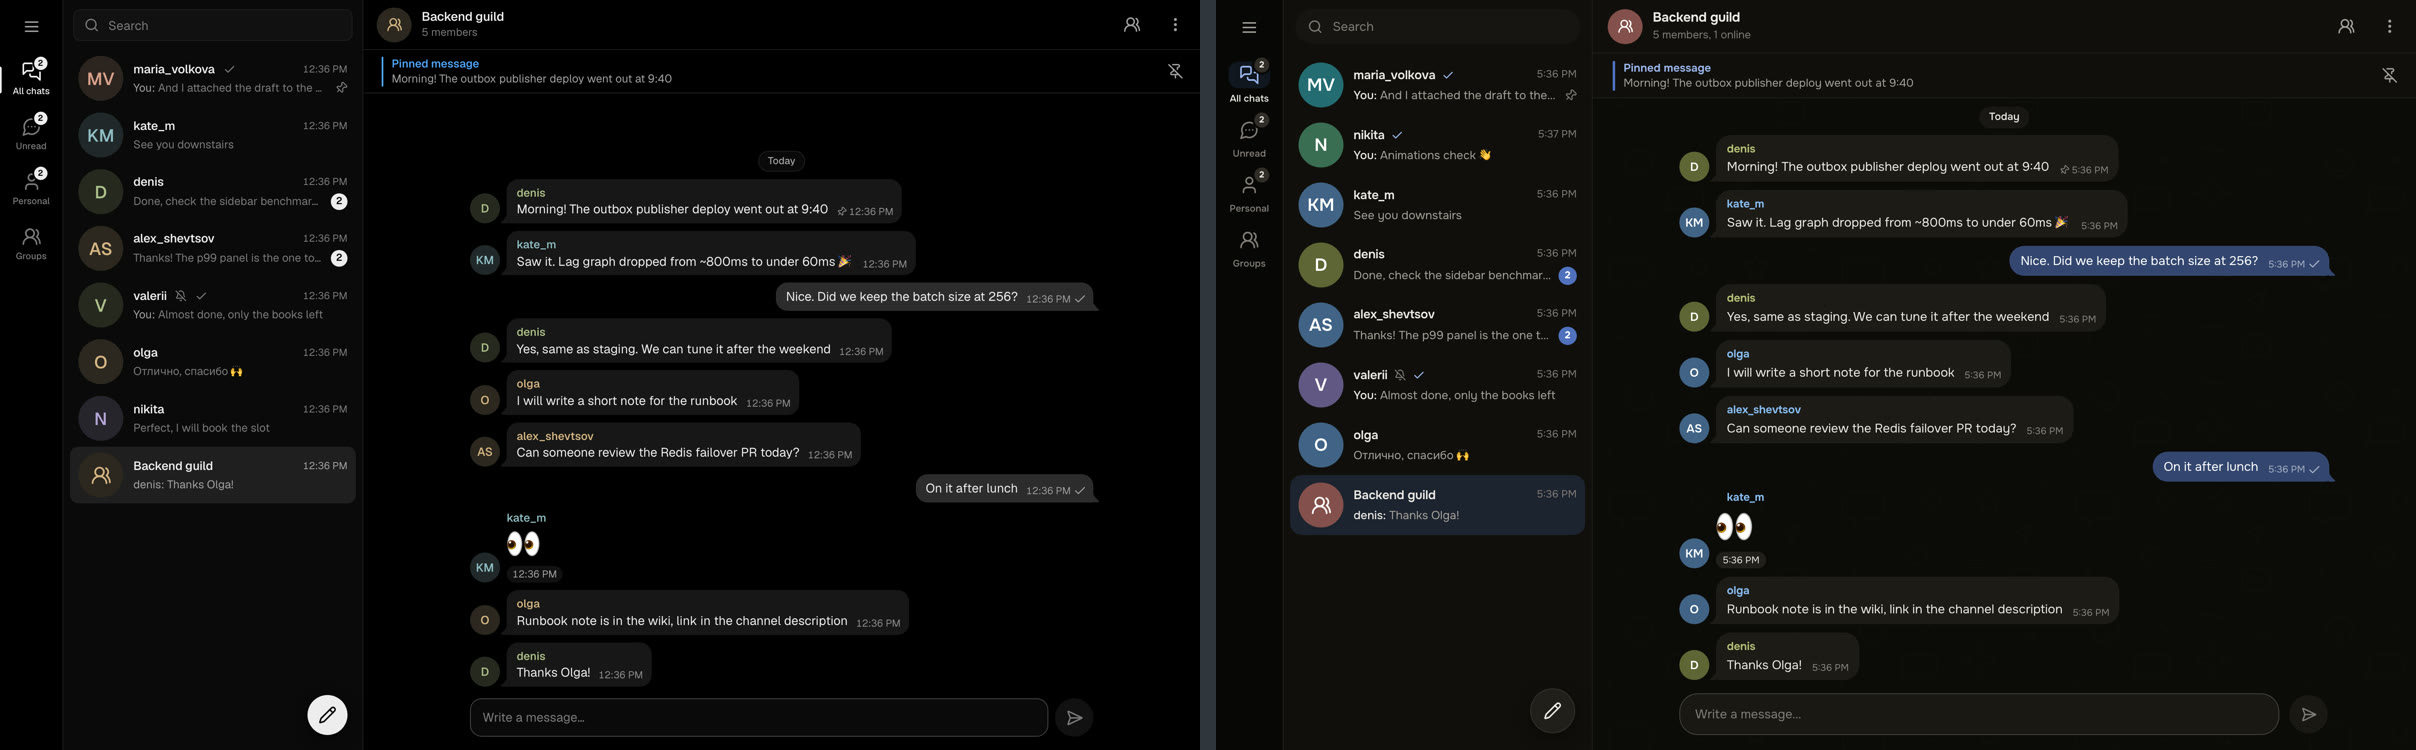 Search
2
All chats
2
Unread
2
Personal
Groups
MV
maria_volkova
12:36 PM
You: And I attached the draft to the ...
KM
kate_m
12:36 PM
See you downstairs
D
denis
12:36 PM
Done, check the sidebar benchmar...
2
AS
alex_shevtsov
12:36 PM
Thanks! The p99 panel is the one to...
2
V
valerii
12:36 PM
You: Almost done, only the books left
O
olga
12:36 PM
Отлично, спасибо 🙌
N
nikita
12:36 PM
Perfect, I will book the slot
Backend guild
12:36 PM
denis: Thanks Olga!
Backend guild
5 members
Pinned message
Morning! The outbox publisher deploy went out at 9:40
Today
denis
D
Morning! The outbox publisher deploy went out at 9:40 12:36 PM
kate_m
KM
Saw it. Lag graph dropped from ~800ms to under 60ms 🎉 12:36 PM
Nice. Did we keep the batch size at 256? 12:36 PM
denis
D
Yes, same as staging. We can tune it after the weekend 12:36 PM
olga
O
I will write a short note for the runbook 12:36 PM
alex_shevtsov
AS
Can someone review the Redis failover PR today? 12:36 PM
On it after lunch 12:36 PM
kate_m
👀
KM
12:36 PM
olga
O
Runbook note is in the wiki, link in the channel description 12:36 PM
denis
D
Thanks Olga! 12:36 PM
Write a message...
Search
2
All chats
2
Unread
2
Personal
Groups
MV
maria_volkova
5:36 PM
You: And I attached the draft to the...
N
nikita
5:37 PM
You: Animations check 👋
KM
kate_m
5:36 PM
See you downstairs
D
denis
5:36 PM
Done, check the sidebar benchmar...
2
AS
alex_shevtsov
5:36 PM
Thanks! The p99 panel is the one t...
2
V
valerii
5:36 PM
You: Almost done, only the books left
O
olga
5:36 PM
Отлично, спасибо 🙌
Backend guild
5:36 PM
denis: Thanks Olga!
Backend guild
5 members, 1 online
Pinned message
Morning! The outbox publisher deploy went out at 9:40
Today
denis
D
Morning! The outbox publisher deploy went out at 9:40 5:36 PM
kate_m
KM
Saw it. Lag graph dropped from ~800ms to under 60ms 🎉 5:36 PM
Nice. Did we keep the batch size at 256? 5:36 PM
denis
D
Yes, same as staging. We can tune it after the weekend 5:36 PM
olga
O
I will write a short note for the runbook 5:36 PM
alex_shevtsov
AS
Can someone review the Redis failover PR today? 5:36 PM
On it after lunch 5:36 PM
kate_m
👀
KM
5:36 PM
olga
O
Runbook note is in the wiki, link in the channel description 5:36 PM
denis
D
Thanks Olga! 5:36 PM
Write a message...